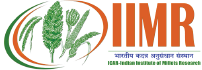 IIMR
भारतीय कदन्न अनुसंधान संस्थान
ICAR-Indian Institute of Millets Research